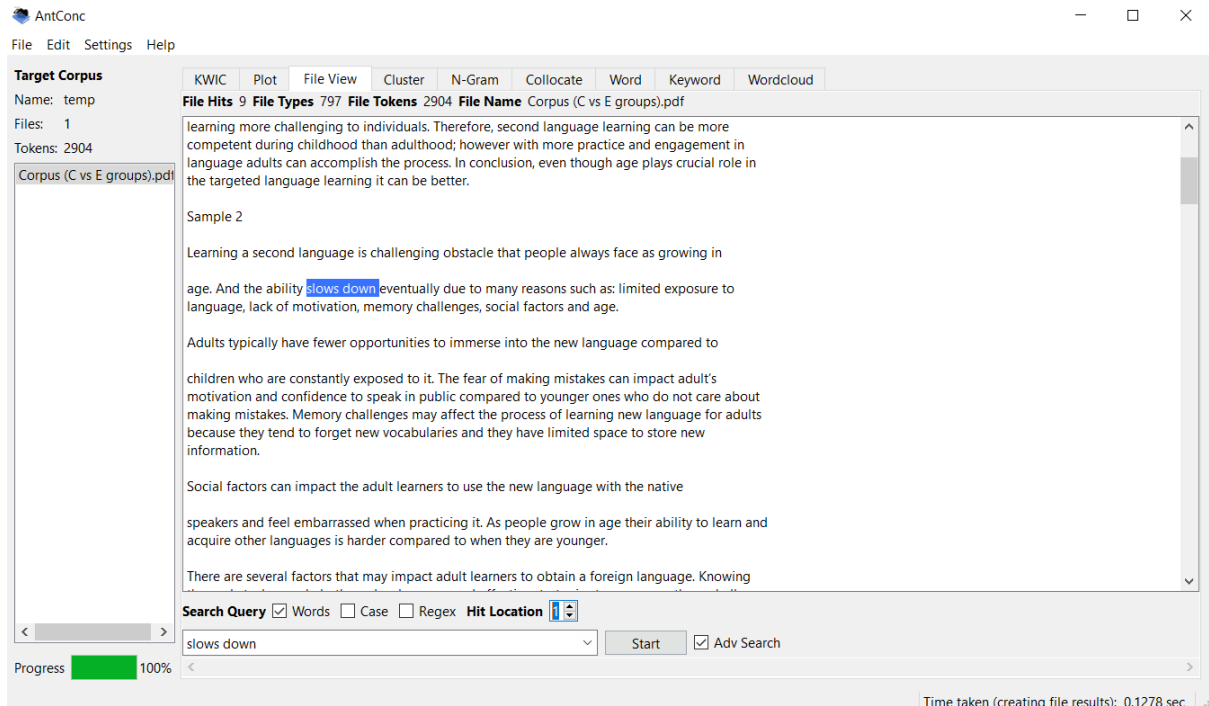 AntConc
File Edit Settings Help
Target Corpus
Name: temp
Files: 1
Tokens: 2904
Corpus (C vs E groups).pdf
Progress 100%
KWIC Plot File View Cluster N-Gram Collocate Word Keyword Wordcloud
File Hits 9 File Types 797 File Tokens 2904 File Name Corpus (C vs E groups).pdf
learning more challenging to individuals. Therefore, second language learning can be more
competent during childhood than adulthood; however with more practice and engagement in
language adults can accomplish the process. In conclusion, even though age plays crucial role in
the targeted language learning it can be better.
Sample 2
Learning a second language is challenging obstacle that people always face as growing in
age. And the ability slows down eventually due to many reasons such as: limited exposure to
language, lack of motivation, memory challenges, social factors and age.
Adults typically have fewer opportunities to immerse into the new language compared to
children who are constantly exposed to it. The fear of making mistakes can impact adult's
motivation and confidence to speak in public compared to younger ones who do not care about
making mistakes. Memory challenges may affect the process of learning new language for adults
because they tend to forget new vocabularies and they have limited space to store new
information.
Social factors can impact the adult learners to use the new language with the native
speakers and feel embarrassed when practicing it. As people grow in age their ability to learn and
acquire other languages is harder compared to when they are younger.
There are several factors that may impact adult learners to obtain a foreign language. Knowing
Search Query Words Case Regex Hit Location 1
slows down Start Adv Search
Time taken (creating file results): 0.1278 sec